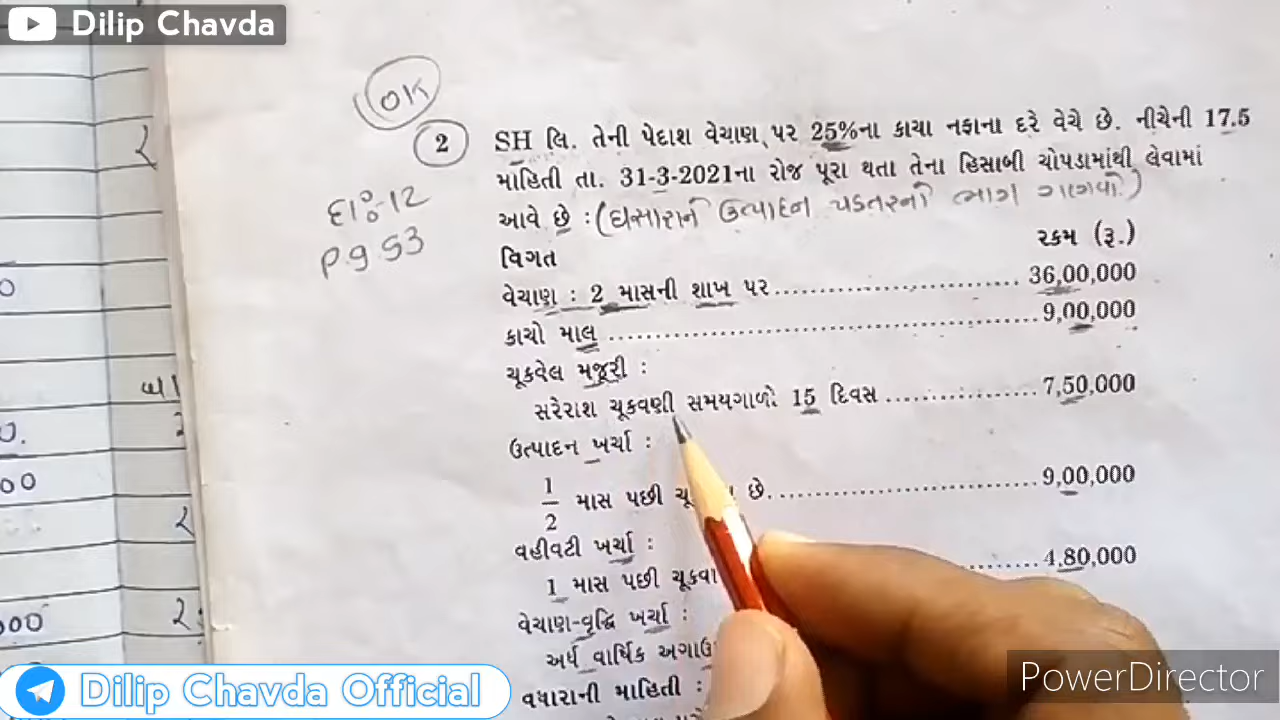 Dilip Chavda
OK
2 SH લિ. તેની પેદાશ વેચાણ પર 25%ના કાચા નફાના દરે વેચે છે. નીચેની 17.5
માહિતી તા. 31-3-2021ના રોજ પૂરા થતા તેના હિસાબી ચોપડામાંથી લેવામાં
આવે છે : (ઘસારાને ઉત્પાદન પડતરનો ભાગ ગણવો)
દાઃ-12
P.g.53
વિગત રકમ (રૂ.)
વેચાણ : 2 માસની શાખ પર 36,00,000
કાચો માલ 9,00,000
ચૂકવેલ મજૂરી :
સરેરાશ ચૂકવણી સમયગાળો 15 દિવસ 7,50,000
ઉત્પાદન ખર્ચા :
1/2 માસ પછી છે. 9,00,000
વહીવટી ખર્ચા :
1 માસ પછી 4,80,000
વેચાણ-વૃદ્ધિ ખર્ચા :
અર્ધ વાર્ષિક
વધારાની માહિતી :
Dilip Chavda Official
PowerDirector